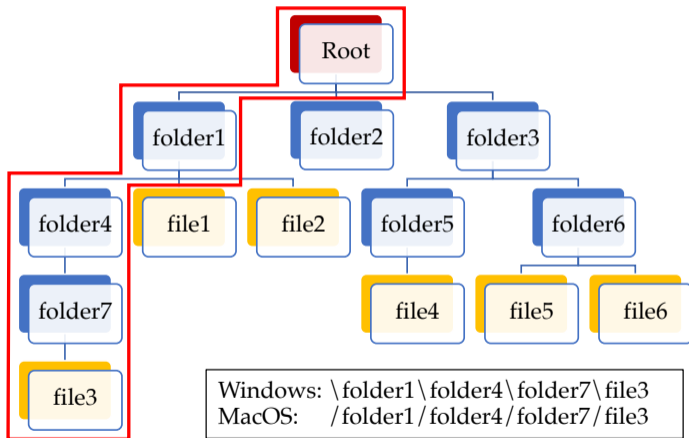 Root
folder1 folder2 folder3
folder4 file1 file2 folder5 folder6
folder7 file4 file5 file6
file3
Windows: \folder1\folder4\folder7\file3
MacOS: /folder1/folder4/folder7/file3